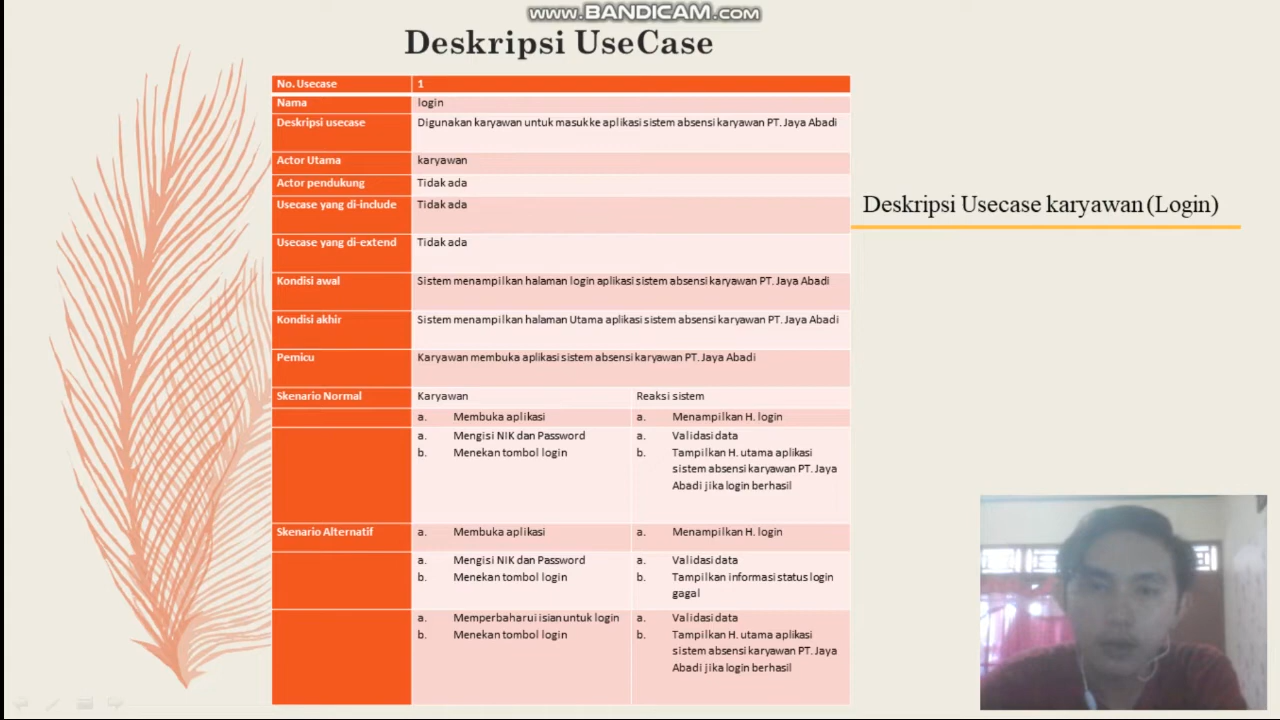 www.BANDICAM.com
Deskripsi UseCase
No. Usecase 1
Nama login
Deskripsi usecase Digunakan karyawan untuk masuk ke aplikasi sistem absensi karyawan PT. Jaya Abadi
Actor Utama karyawan
Actor pendukung Tidak ada
Usecase yang di-include Tidak ada
Usecase yang di-extend Tidak ada
Kondisi awal Sistem menampilkan halaman login aplikasi sistem absensi karyawan PT. Jaya Abadi
Kondisi akhir Sistem menampilkan halaman Utama aplikasi sistem absensi karyawan PT. Jaya Abadi
Pemicu Karyawan membuka aplikasi sistem absensi karyawan PT. Jaya Abadi
Skenario Normal Karyawan Reaksi sistem
a. Membuka aplikasi a. Menampilkan H. login
a. Mengisi NIK dan Password a. Validasi data
b. Menekan tombol login b. Tampilkan H. utama aplikasi
sistem absensi karyawan PT. Jaya
Abadi jika login berhasil
Skenario Alternatif a. Membuka aplikasi a. Menampilkan H. login
a. Mengisi NIK dan Password a. Validasi data
b. Menekan tombol login b. Tampilkan informasi status login
gagal
a. Memperbaharui isian untuk login a. Validasi data
b. Menekan tombol login b. Tampilkan H. utama aplikasi
sistem absensi karyawan PT. Jaya
Abadi jika login berhasil
Deskripsi Usecase karyawan (Login)